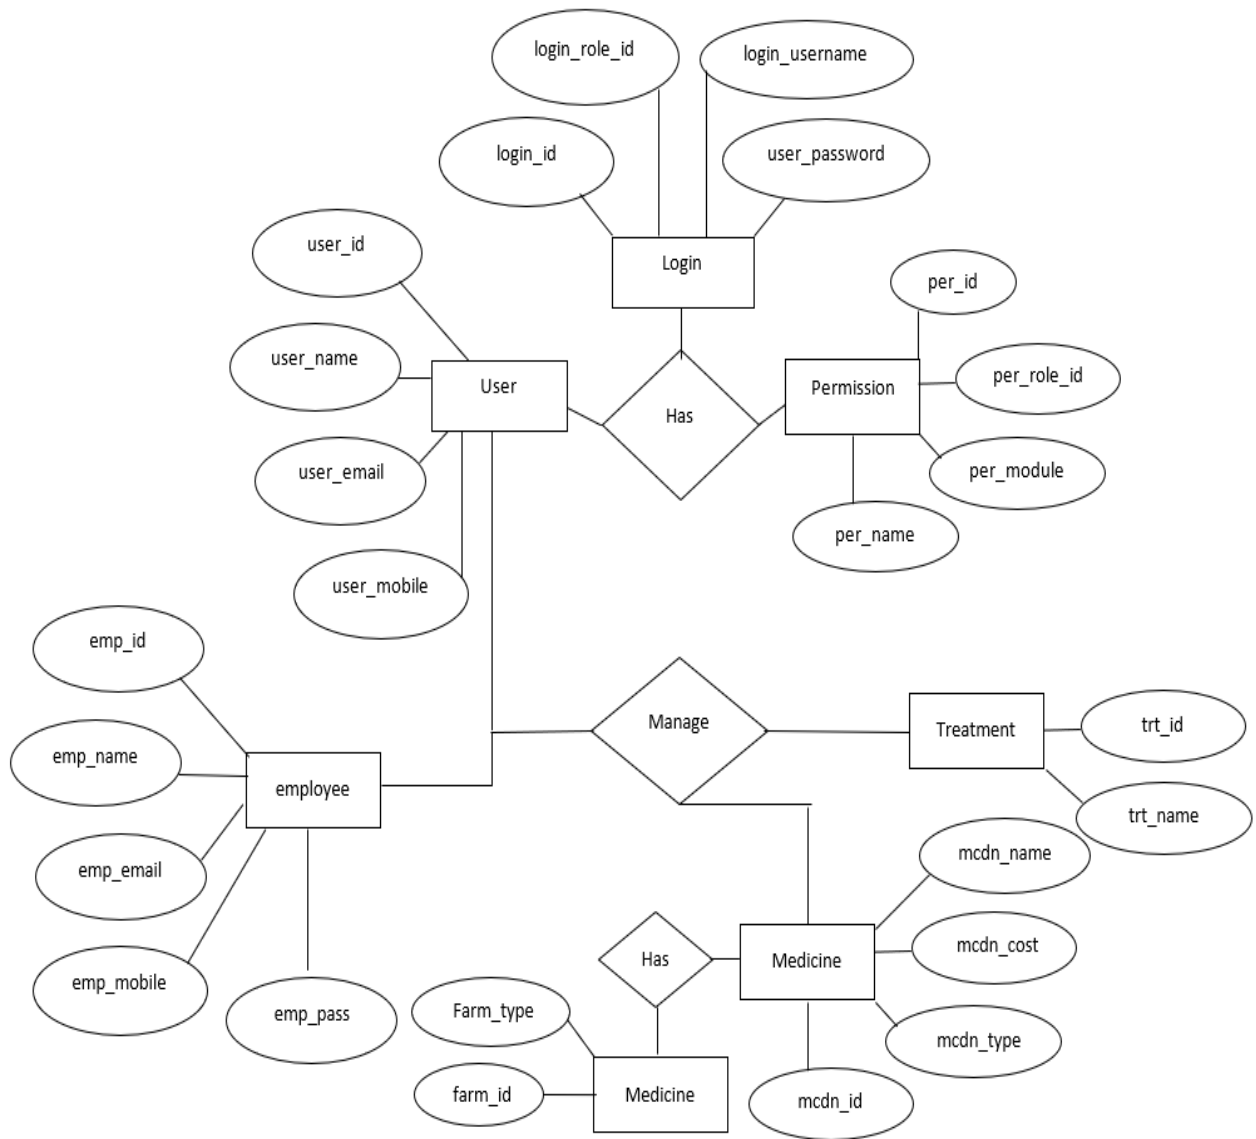 login_role_id
login_username
login_id
user_password
user_id
Login
per_id
user_name
User
Permission
per_role_id
Has
user_email
per_module
per_name
user_mobile
emp_id
Manage
Treatment
trt_id
emp_name
employee
trt_name
mcdn_name
emp_email
mcdn_cost
Has
Medicine
emp_mobile
emp_pass
Farm_type
mcdn_type
farm_id
Medicine
mcdn_id